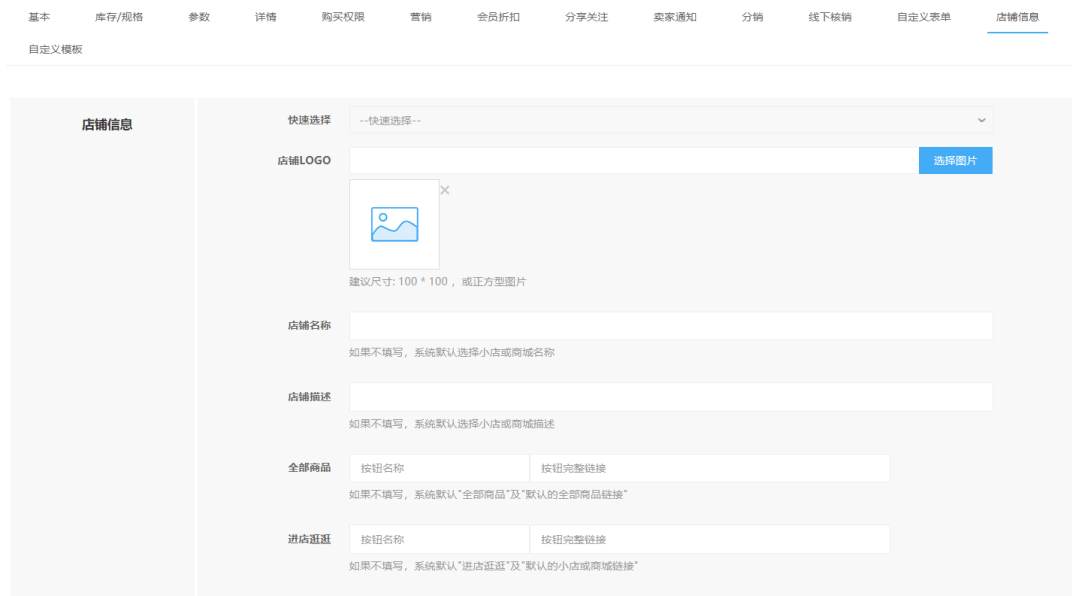 基本 库存/规格 参数 详情 购买权限 营销 会员折扣 分享关注 卖家通知 分销 线下核销 自定义表单 店铺信息
自定义模板
店铺信息
快速选择 --快速选择--
店铺LOGO 选择图片
建议尺寸: 100 * 100 ，或正方型图片
店铺名称
如果不填写，系统默认选择小店或商城名称
店铺描述
如果不填写，系统默认选择小店或商城描述
全部商品 按钮名称 按钮完整链接
如果不填写，系统默认"全部商品"及"默认的全部商品链接"
进店逛逛 按钮名称 按钮完整链接
如果不填写，系统默认"进店逛逛"及"默认的小店或商城链接"